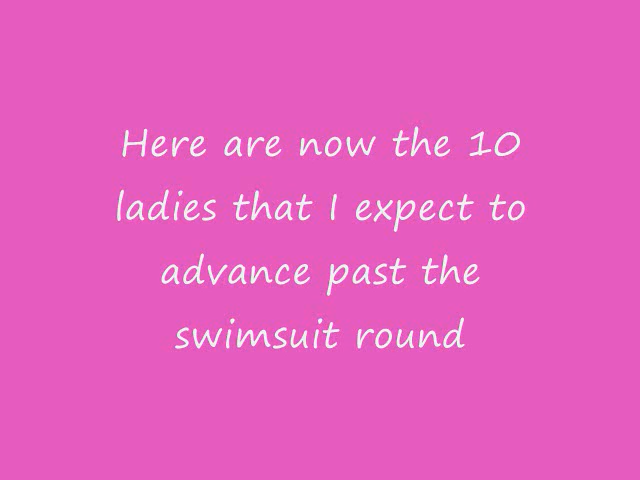 Here are now the 10
ladies that I expect to
advance past the
swimsuit round